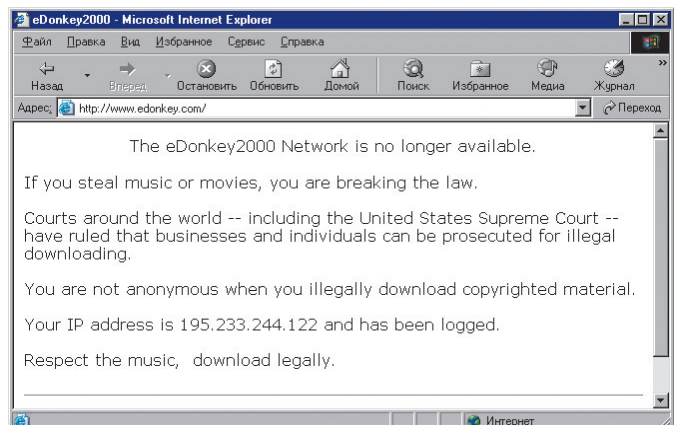 eDonkey2000 - Microsoft Internet Explorer
Файл Правка Вид Избранное Сервис Справка
Назад Вперед Остановить Обновить Домой Поиск Избранное Медиа Журнал »
Адрес: http://www.edonkey.com/ Переход
The eDonkey2000 Network is no longer available.
If you steal music or movies, you are breaking the law.
Courts around the world -- including the United States Supreme Court --
have ruled that businesses and individuals can be prosecuted for illegal
downloading.
You are not anonymous when you illegally download copyrighted material.
Your IP address is 195.233.244.122 and has been logged.
Respect the music, download legally.
Интернет